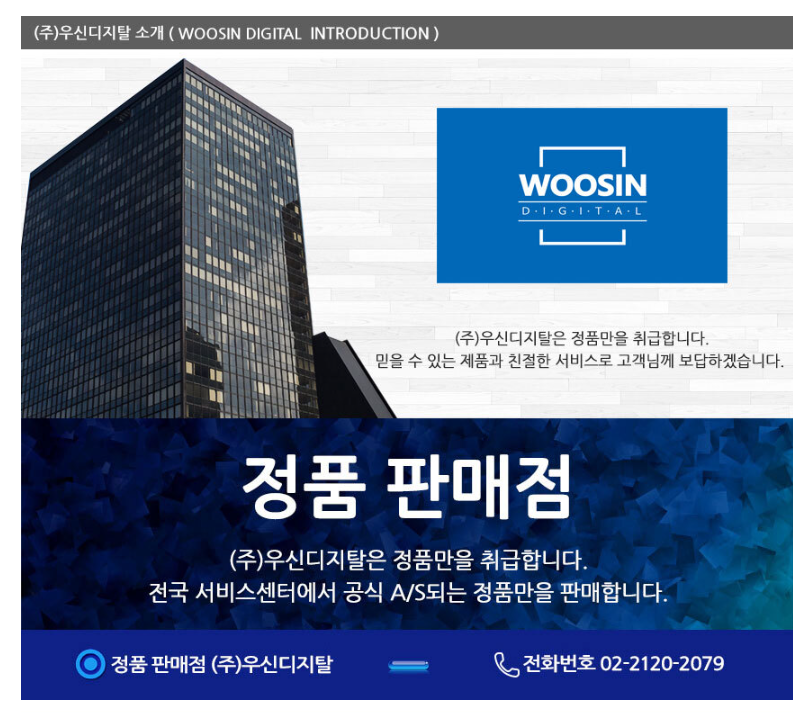 (주)우신디지탈 소개 ( WOOSIN DIGITAL INTRODUCTION )
WOOSIN
D·I·G·I·T·A·L
(주)우신디지탈은 정품만을 취급합니다.
믿을 수 있는 제품과 친절한 서비스로 고객님께 보답하겠습니다.
정품 판매점
(주)우신디지탈은 정품만을 취급합니다.
전국 서비스센터에서 공식 A/S되는 정품만을 판매합니다.
정품 판매점 (주)우신디지탈 전화번호 02-2120-2079